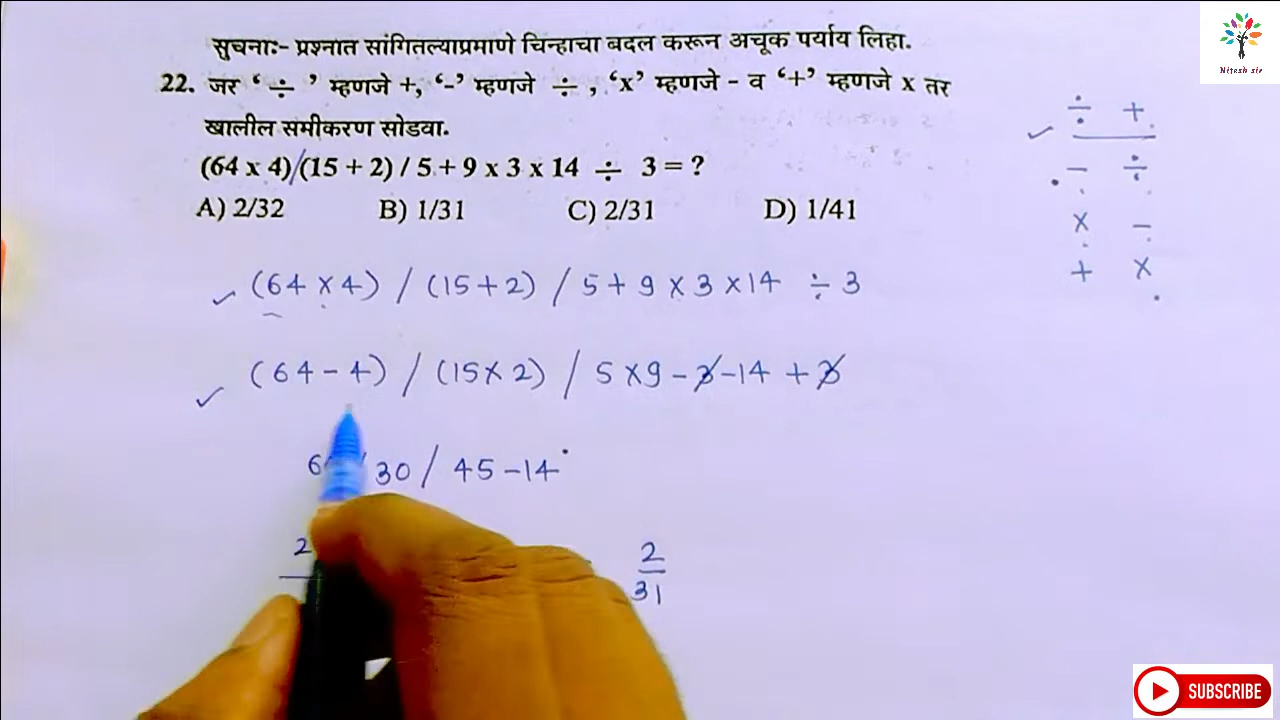 सुचनाः- प्रश्नात सांगितल्याप्रमाणे चिन्हाचा बदल करून अचूक पर्याय लिहा.
22. जर ‘ ÷ ’ म्हणजे +, ‘-’ म्हणजे ÷ , ‘x’ म्हणजे - व ‘+’ म्हणजे x तर
खालील समीकरण सोडवा.
(64 x 4)/(15 + 2) / 5 + 9 x 3 x 14 ÷ 3 = ?
A) 2/32 B) 1/31 C) 2/31 D) 1/41
÷ +
- ÷
× -
+ ×
(64 × 4) / (15 + 2) / 5 + 9 × 3 × 14 ÷ 3
(64 - 4) / (15 × 2) / 5 × 9 - 3 - 14 + 3
30 / 45 - 14
2
2
31
Nitesh sir
SUBSCRIBE